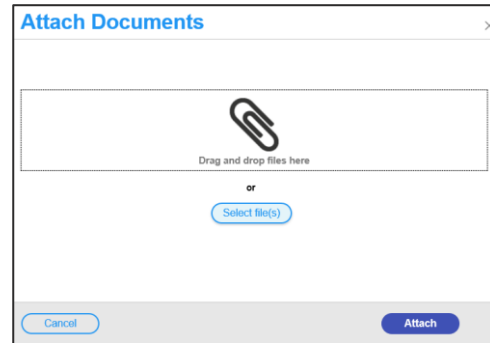 Attach Documents
Drag and drop files here
or
Select file(s)
Cancel
Attach